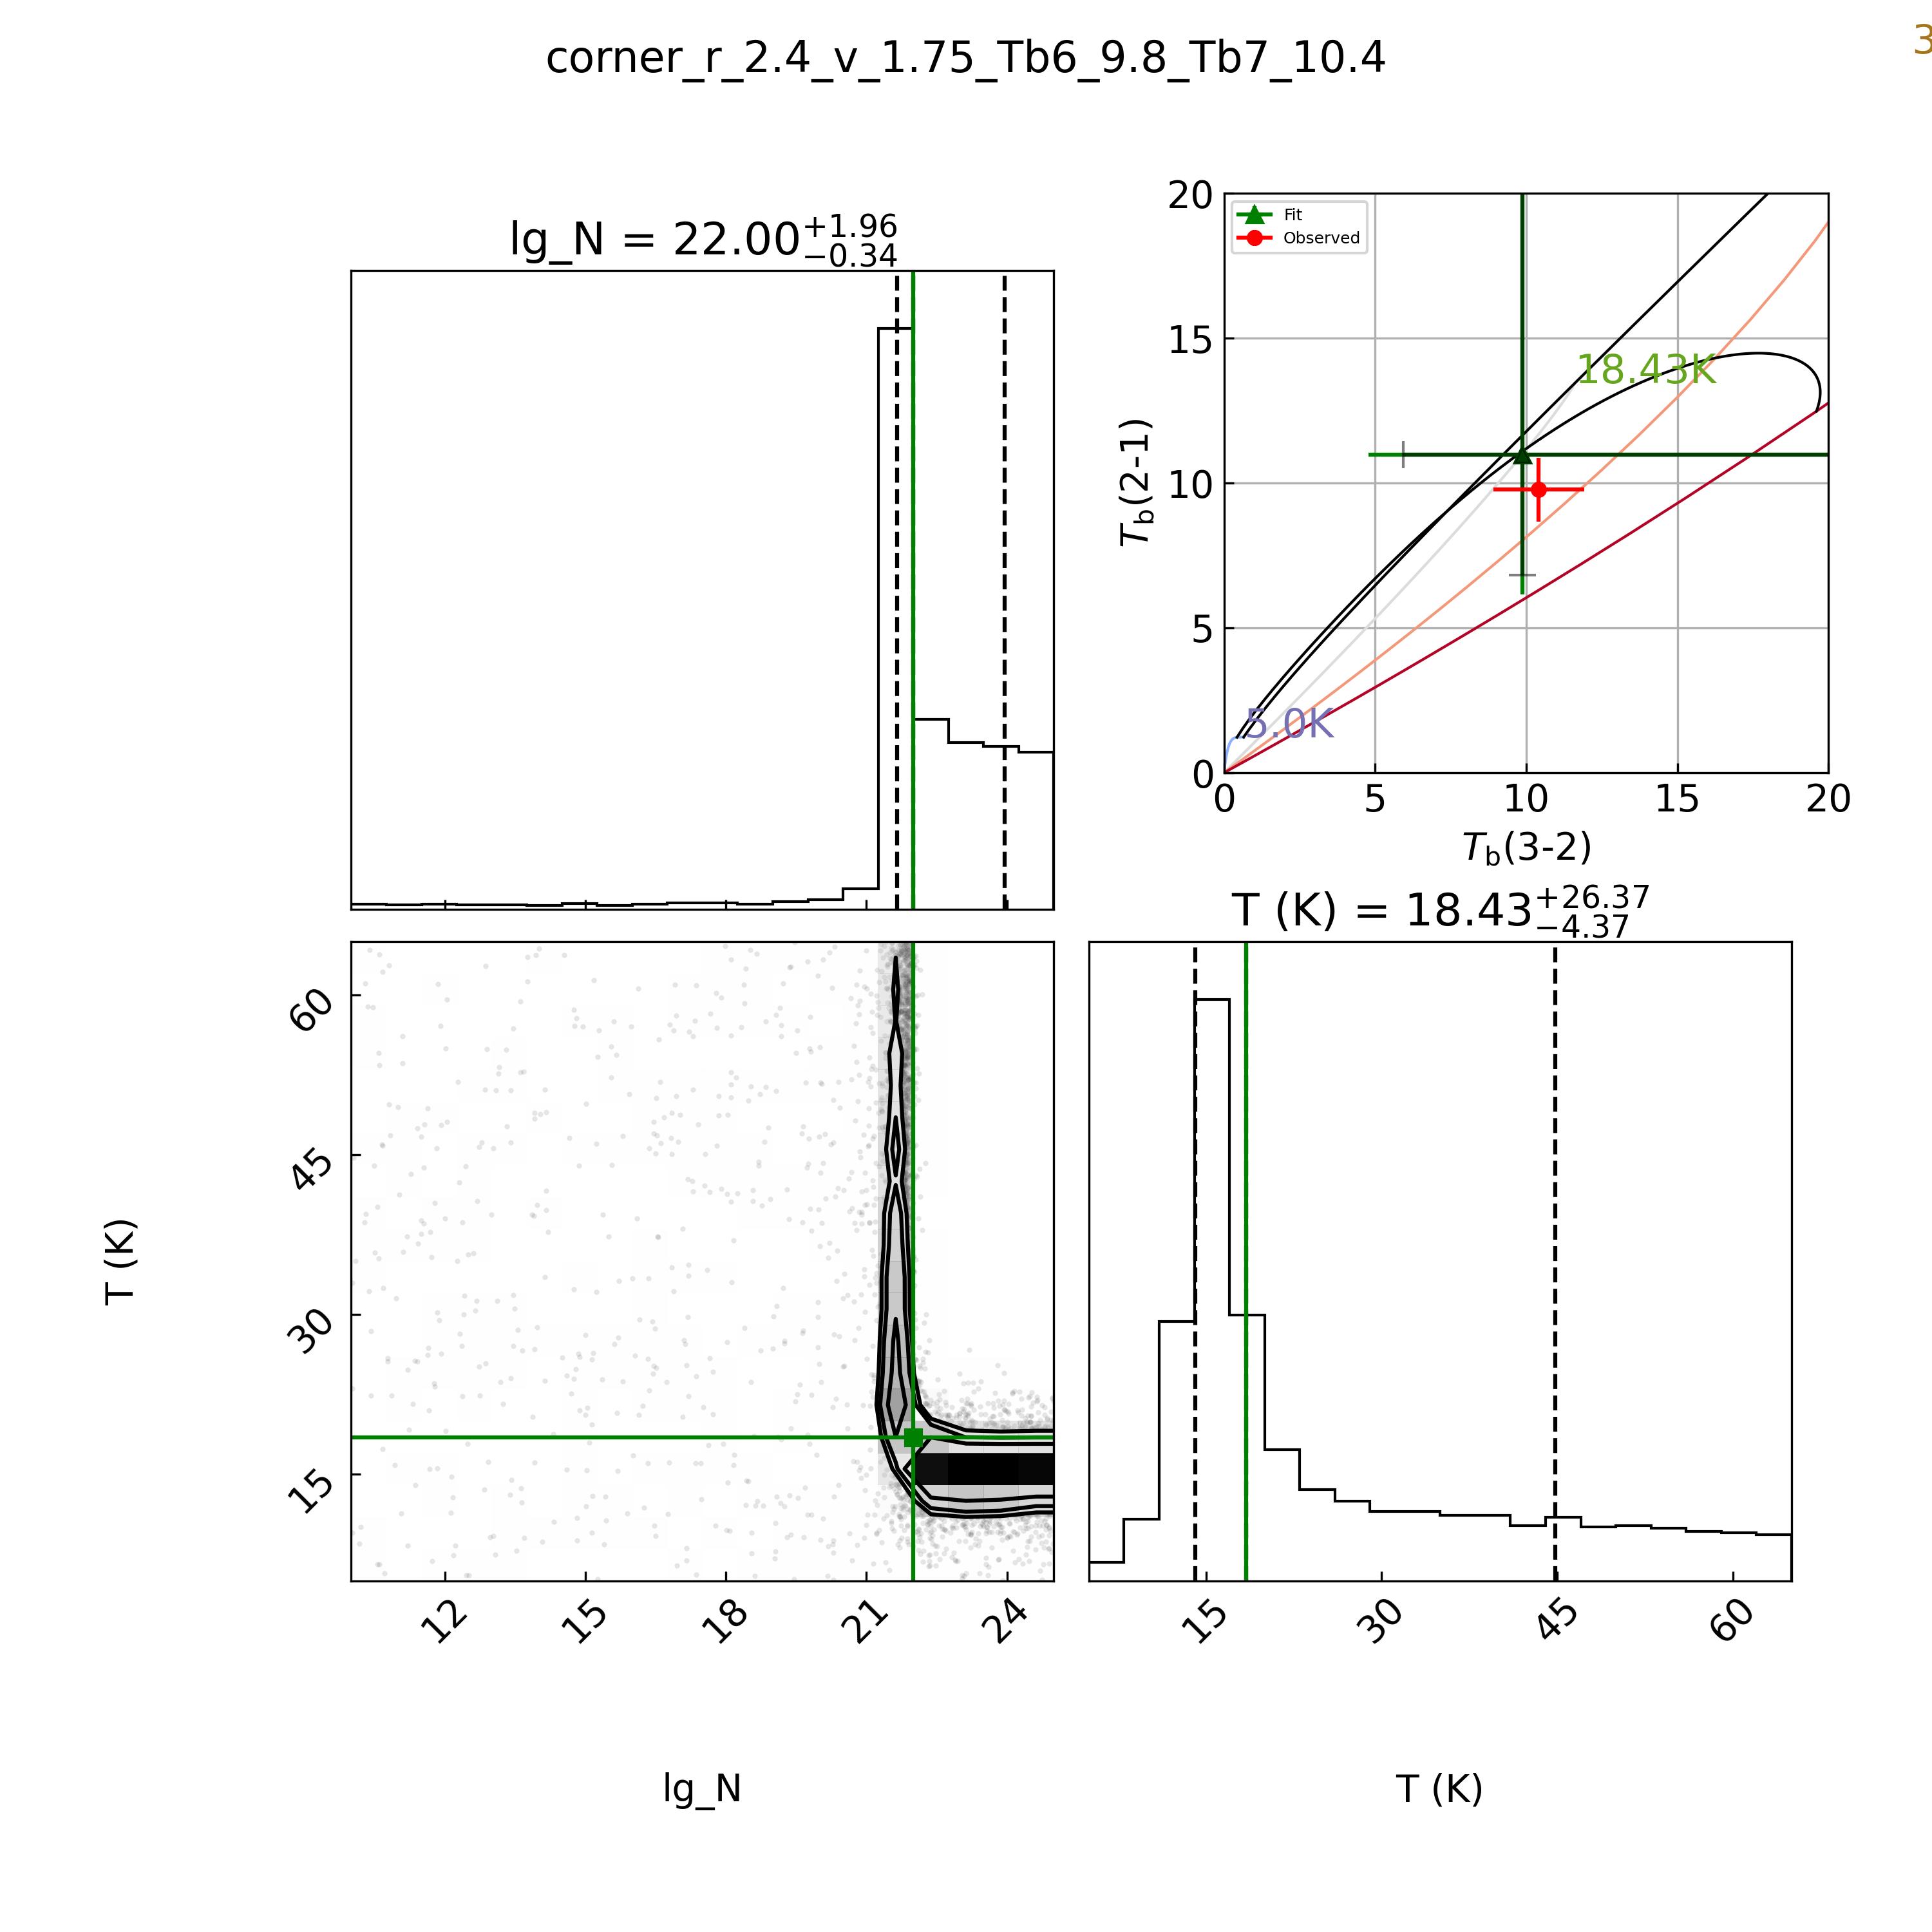 corner_r_2.4_v_1.75_Tb6_9.8_Tb7_10.4
3
lg_N = 22.00+1.96−0.34
20
15
10
5
0
Tb(2-1)
Fit
Observed
18.43K
5.0K
0 5 10 15 20
Tb(3-2)
T (K) = 18.43+26.37−4.37
60
45
30
15
T (K)
12 15 18 21 24
lg_N
15 30 45 60
T (K)